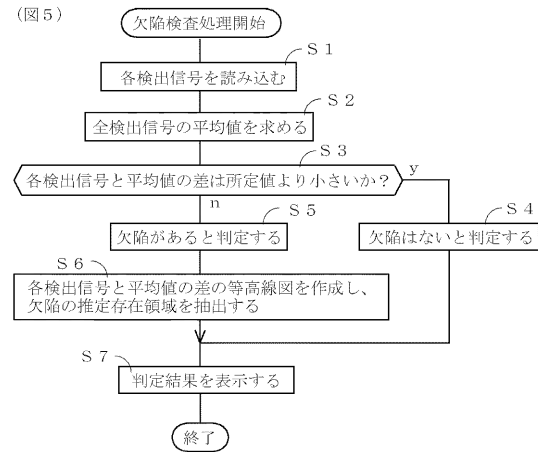 （図５）
欠陥検査処理開始
Ｓ１
各検出信号を読み込む
Ｓ２
全検出信号の平均値を求める
Ｓ３
各検出信号と平均値の差は所定値より小さいか？
y
n
Ｓ５
欠陥があると判定する
Ｓ４
欠陥はないと判定する
Ｓ６
各検出信号と平均値の差の等高線図を作成し、
欠陥の推定存在領域を抽出する
Ｓ７
判定結果を表示する
終了